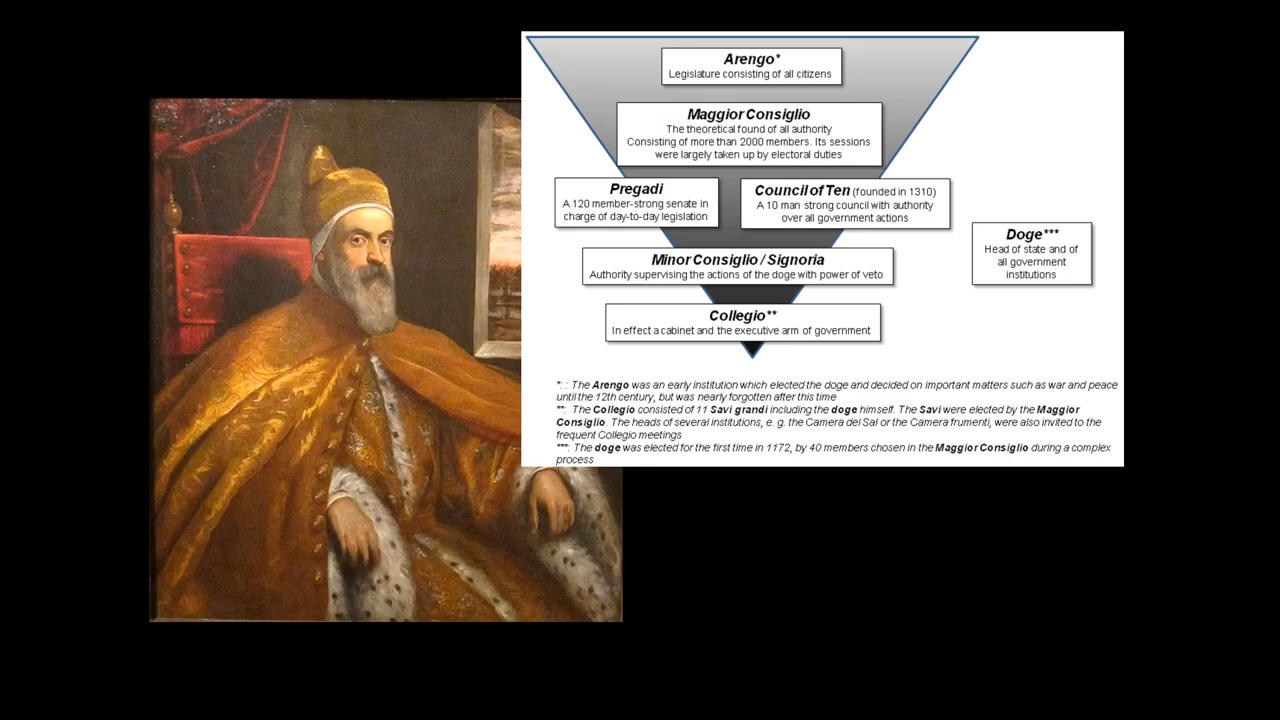 Arengo*
Legislature consisting of all citizens
Maggior Consiglio
The theoretical found of all authority
Consisting of more than 2000 members. Its sessions
were largely taken up by electoral duties
Pregadi
A 120 member-strong senate in
charge of day-to-day legislation
Council of Ten (founded in 1310)
A 10 man strong council with authority
over all government actions
Doge***
Head of state and of
all government
institutions
Minor Consiglio / Signoria
Authority supervising the actions of the doge with power of veto
Collegio**
In effect a cabinet and the executive arm of government
*: : The Arengo was an early institution which elected the doge and decided on important matters such as war and peace
until the 12th century, but was nearly forgotten after this time
**: The Collegio consisted of 11 Savi grandi including the doge himself. The Savi were elected by the Maggior
Consiglio. The heads of several institutions, e. g. the Camera del Sal or the Camera frumenti, were also invited to the
frequent Collegio meetings
***: The doge was elected for the first time in 1172, by 40 members chosen in the Maggior Consiglio during a complex
process